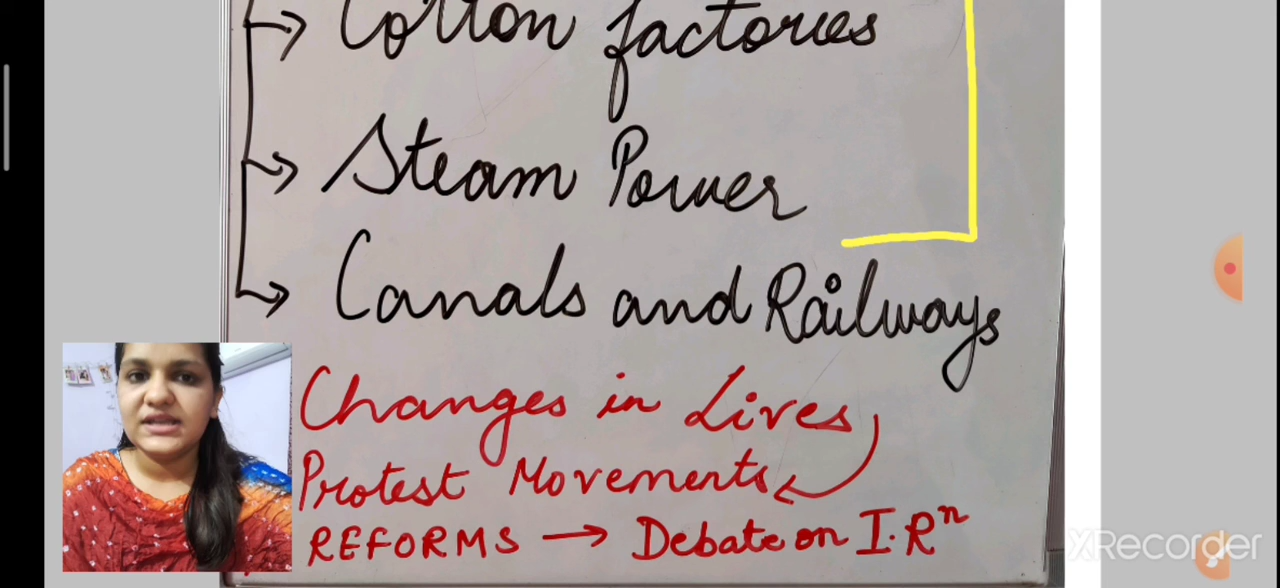 → Cotton factories
→ Steam Power
→ Canals and Railways
Changes in Lives
Protest Movements
REFORMS → Debate on I.Rⁿ
XRecorder